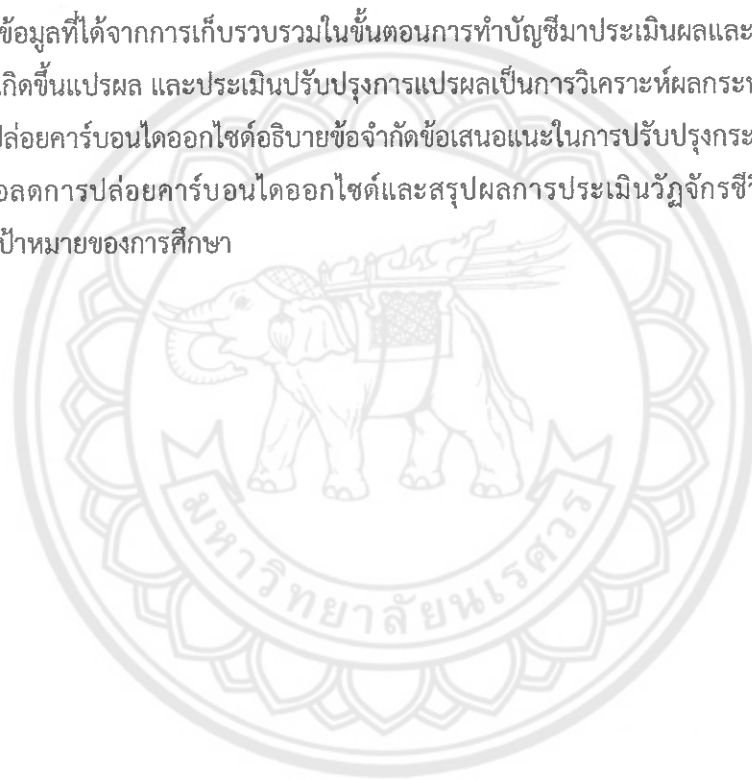 ข้อมูลที่ได้จากการเก็บรวบรวมในขั้นตอนการทำบัญชีมาประเมินผลและ
เกิดขึ้นแปรผล และประเมินปรับปรุงการแปรผลเป็นการวิเคราะห์ผลกระท
ปล่อยคาร์บอนไดออกไซด์อธิบายข้อจำกัดข้อเสนอแนะในการปรับปรุงกระ
อลดการปล่อยคาร์บอนไดออกไซด์และสรุปผลการประเมินวัฏจักรชีวิ
เป้าหมายของการศึกษา
มหาวิทยาลัยนเรศวร